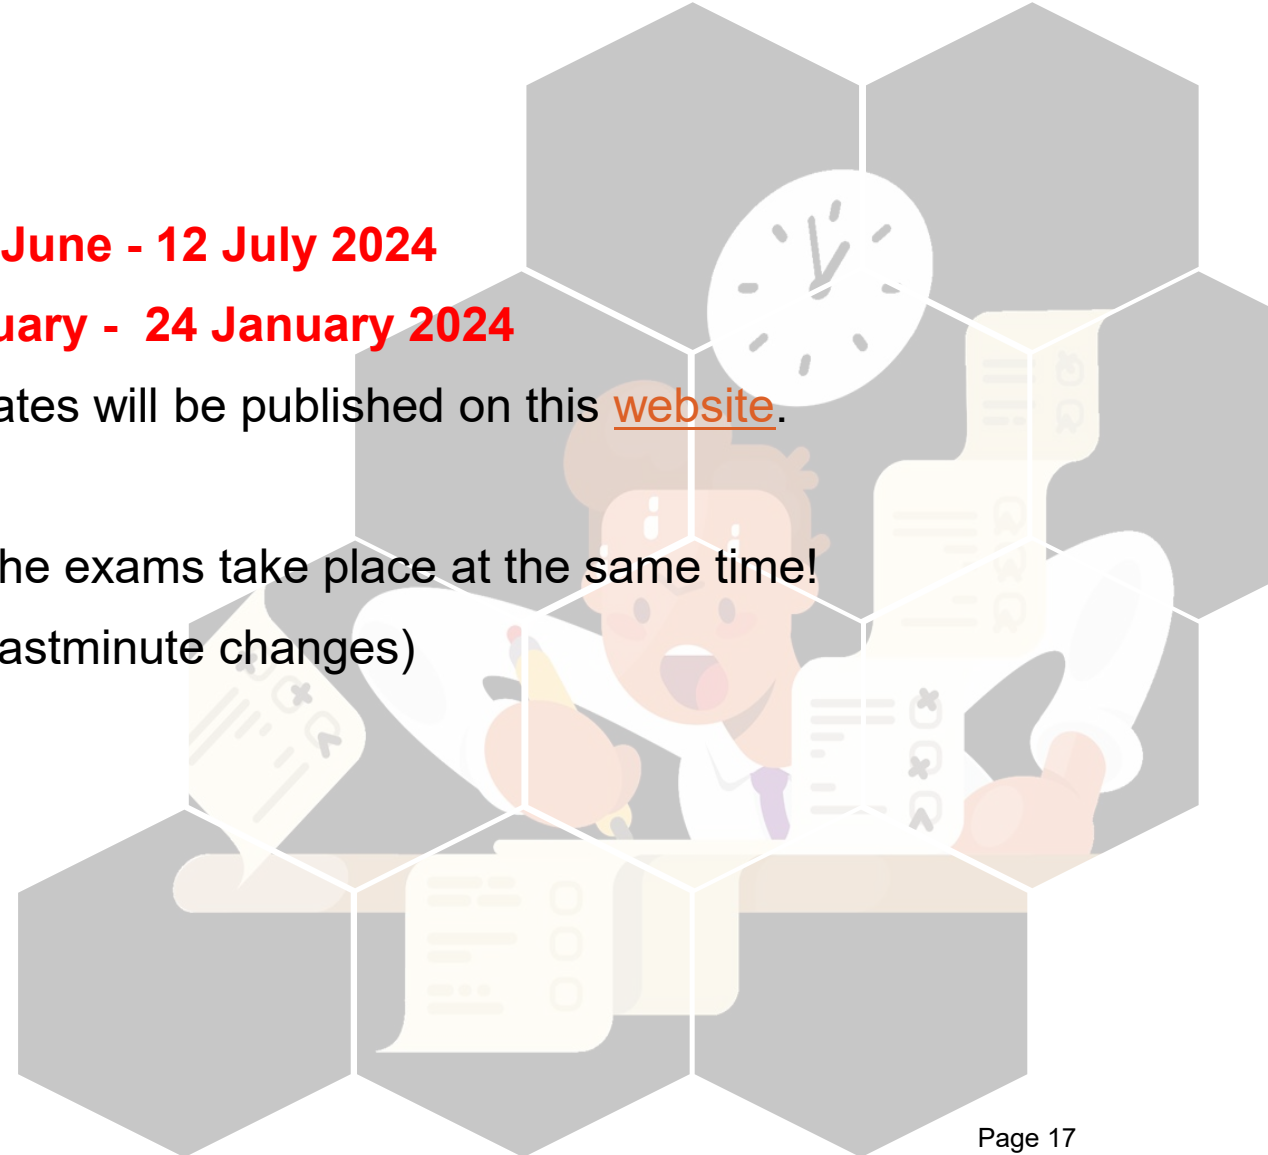 June - 12 July 2024
uary - 24 January 2024
ates will be published on this website.
he exams take place at the same time!
astminute changes)
Page 17